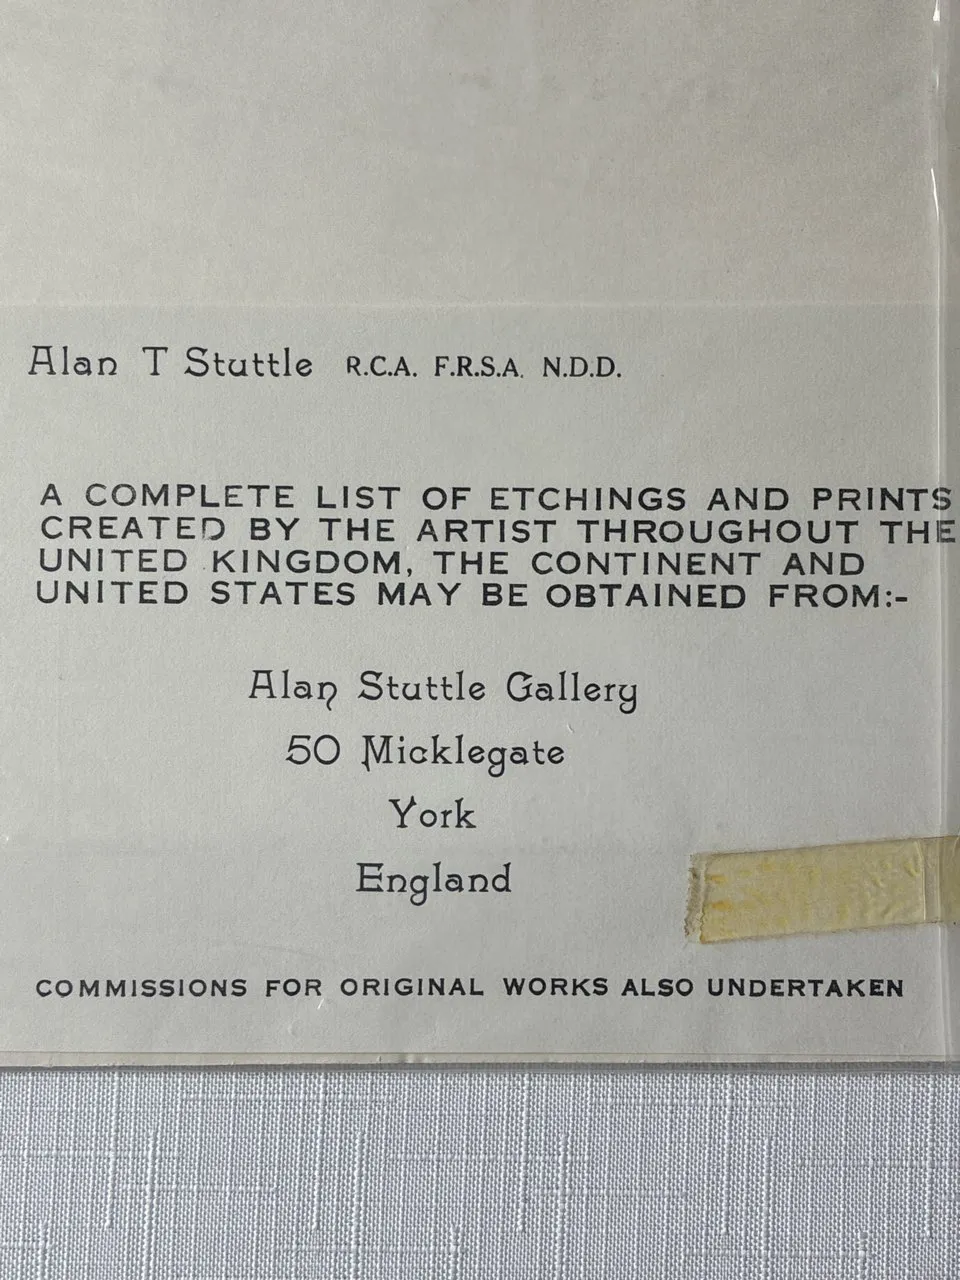 Alan T Stuttle R.C.A. F.R.S.A. N.D.D.
A COMPLETE LIST OF ETCHINGS AND PRINTS
CREATED BY THE ARTIST THROUGHOUT THE
UNITED KINGDOM, THE CONTINENT AND
UNITED STATES MAY BE OBTAINED FROM:-
Alan Stuttle Gallery
50 Micklegate
York
England
COMMISSIONS FOR ORIGINAL WORKS ALSO UNDERTAKEN